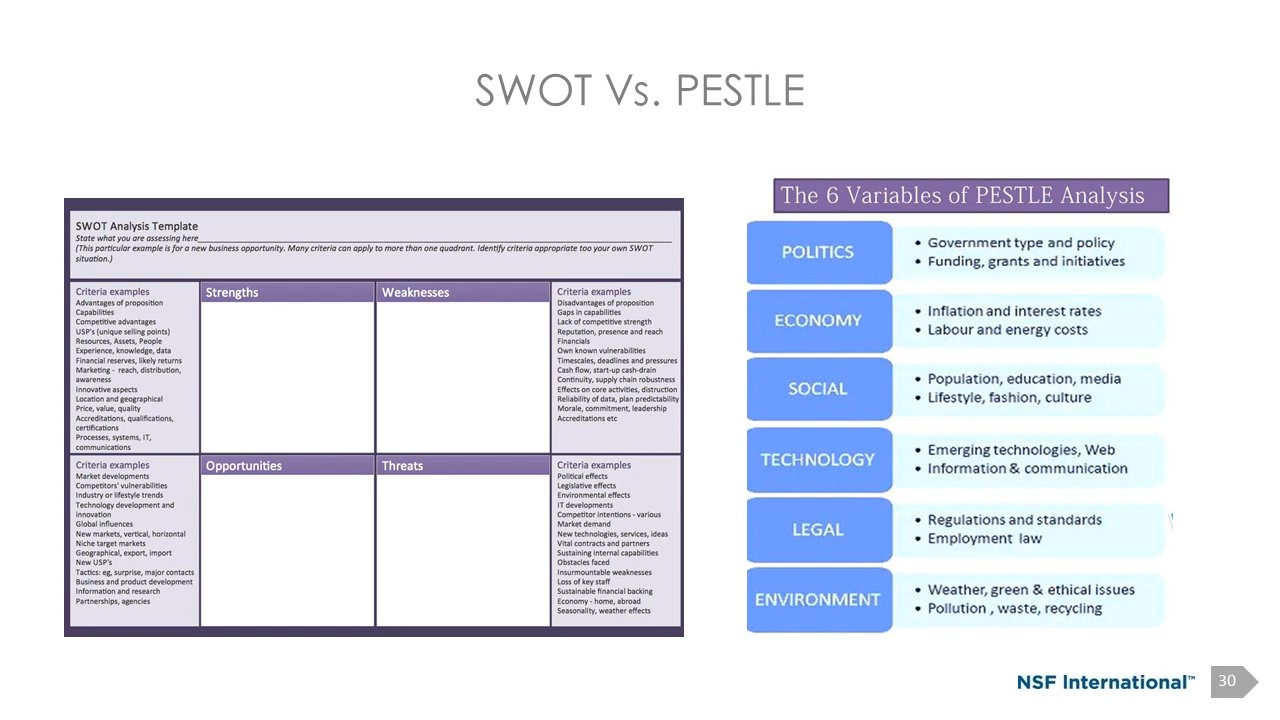 SWOT Vs. PESTLE
SWOT Analysis Template
State what you are assessing here
(This particular example is for a new business opportunity. Many criteria can apply to more than one quadrant. Identify criteria appropriate too your own SWOT
situation.)
Criteria examples
Advantages of proposition
Capabilities
Competitive advantages
USP's (unique selling points)
Resources, Assets, People
Experience, knowledge, data
Financial reserves, likely returns
Marketing - reach, distribution,
awareness
Innovative aspects
Location and geographical
Price, value, quality
Accreditations, qualifications,
certifications
Processes, systems, IT,
communications
Strengths
Weaknesses
Criteria examples
Disadvantages of proposition
Gaps in capabilities
Lack of competitive strength
Reputation, presence and reach
Financials
Own known vulnerabilities
Timescales, deadlines and pressures
Cash flow, start-up cash-drain
Continuity, supply chain robustness
Effects on core activities, distruction
Reliability of data, plan predictability
Morale, commitment, leadership
Accreditations etc
Criteria examples
Market developments
Competitors' vulnerabilities
Industry or lifestyle trends
Technology development and
innovation
Global influences
New markets, vertical, horizontal
Niche target markets
Geographical, export, import
New USP's
Tactics: eg, surprise, major contacts
Business and product development
Information and research
Partnerships, agencies
Opportunities
Threats
Criteria examples
Political effects
Legislative effects
Environmental effects
IT developments
Competitor intentions - various
Market demand
New technologies, services, ideas
Vital contracts and partners
Sustaining internal capabilities
Obstacles faced
Insurmountable weaknesses
Loss of key staff
Sustainable financial backing
Economy - home, abroad
Seasonality, weather effects
The 6 Variables of PESTLE Analysis
POLITICS
• Government type and policy
• Funding, grants and initiatives
ECONOMY
• Inflation and interest rates
• Labour and energy costs
SOCIAL
• Population, education, media
• Lifestyle, fashion, culture
TECHNOLOGY
• Emerging technologies, Web
• Information & communication
LEGAL
• Regulations and standards
• Employment law
ENVIRONMENT
• Weather, green & ethical issues
• Pollution , waste, recycling
NSF International™
30